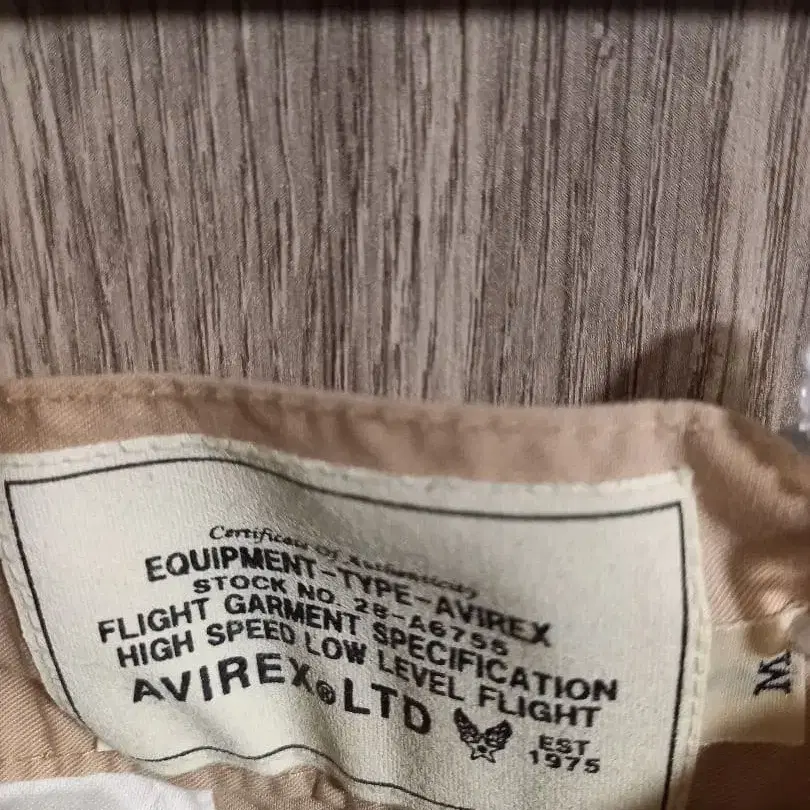 Certificate Of Authenticity
EQUIPMENT-TYPE-AVIREX
STOCK NO. 28-A6755
FLIGHT GARMENT SPECIFICATION
HIGH SPEED LOW LEVEL FLIGHT
AVIREX® LTD
EST
1975
M